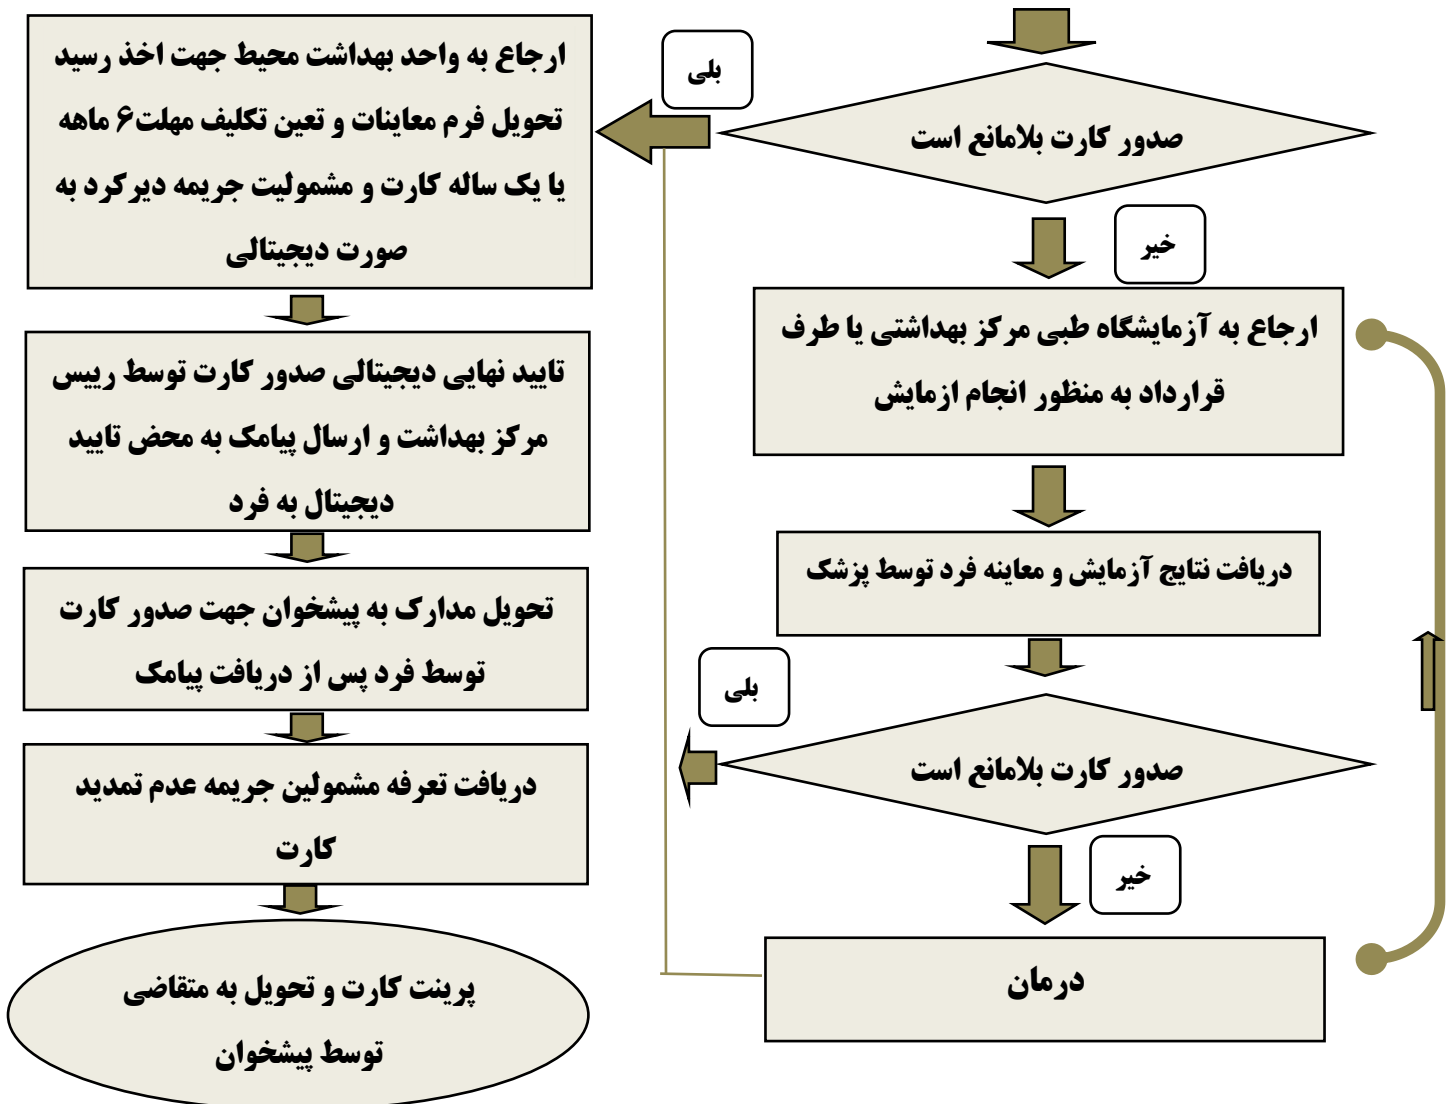 صدور کارت بلامانع است
بلی
خیر
ارجاع به آزمایشگاه طبی مرکز بهداشتی یا طرف
قرارداد به منظور انجام ازمایش
دریافت نتایج آزمایش و معاینه فرد توسط پزشک
صدور کارت بلامانع است
بلی
خیر
درمان
ارجاع به واحد بهداشت محیط جهت اخذ رسید
تحویل فرم معاینات و تعین تکلیف مهلت۶ ماهه
یا یک ساله کارت و مشمولیت جریمه دیرکرد به
صورت دیجیتالی
تایید نهایی دیجیتالی صدور کارت توسط رییس
مرکز بهداشت و ارسال پیامک به محض تایید
دیجیتال به فرد
تحویل مدارک به پیشخوان جهت صدور کارت
توسط فرد پس از دریافت پیامک
دریافت تعرفه مشمولین جریمه عدم تمدید
کارت
پرینت کارت و تحویل به متقاضی
توسط پیشخوان